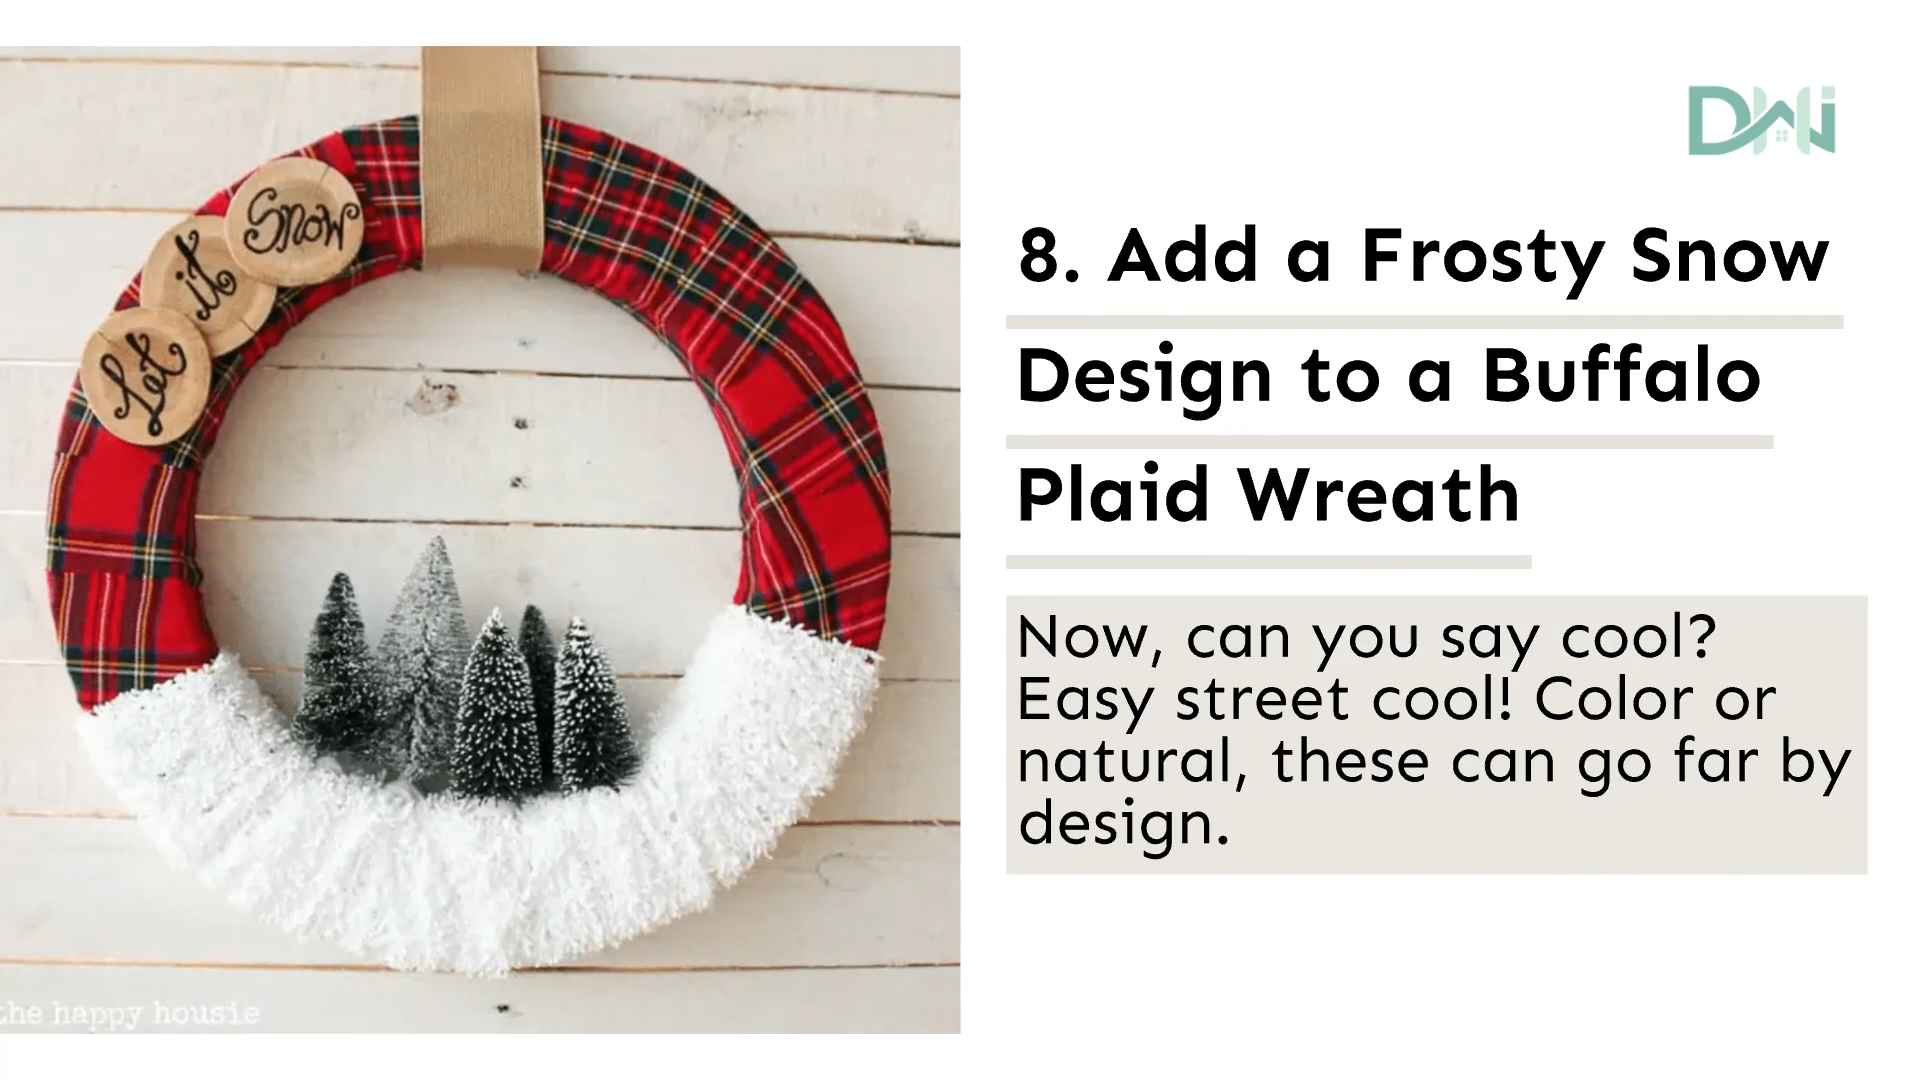 Snow
it
Let
the happy housie
DWi
8. Add a Frosty Snow
Design to a Buffalo
Plaid Wreath
Now, can you say cool?
Easy street cool! Color or
natural, these can go far by
design.